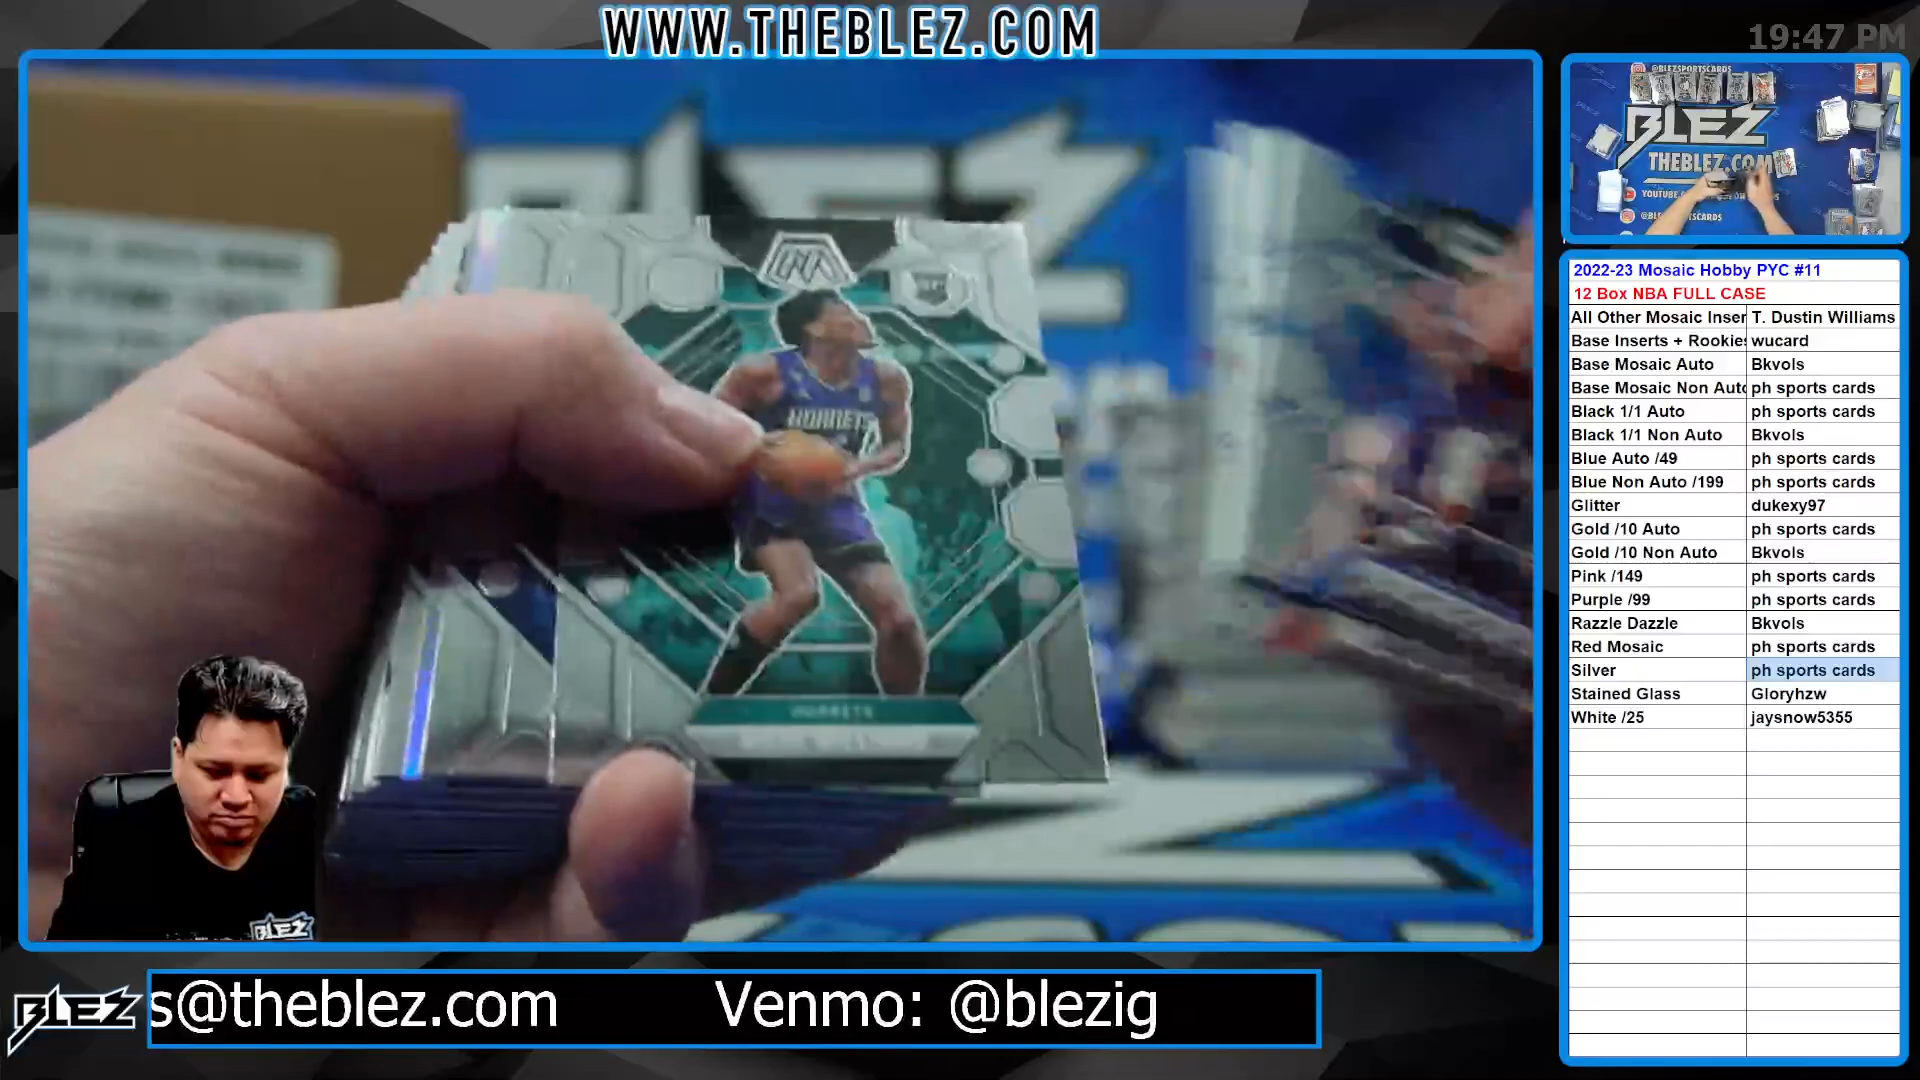 WWW.THEBLEZ.COM
19:47 PM
BLEZ
HORNETS
HORNETS
BLEZ
@BLEZSPORTSCARDS
BLEZ
THEBLEZ.COM
2022-23 Mosaic Hobby PYC #11
12 Box NBA FULL CASE
All Other Mosaic Inser T. Dustin Williams
Base Inserts + Rookies wucard
Base Mosaic Auto Bkvols
Base Mosaic Non Auto ph sports cards
Black 1/1 Auto ph sports cards
Black 1/1 Non Auto Bkvols
Blue Auto /49 ph sports cards
Blue Non Auto /199 ph sports cards
Glitter dukexy97
Gold /10 Auto ph sports cards
Gold /10 Non Auto Bkvols
Pink /149 ph sports cards
Purple /99 ph sports cards
Razzle Dazzle Bkvols
Red Mosaic ph sports cards
Silver ph sports cards
Stained Glass Gloryhzw
White /25 jaysnow5355
BLEZ
s@theblez.com Venmo: @blezig